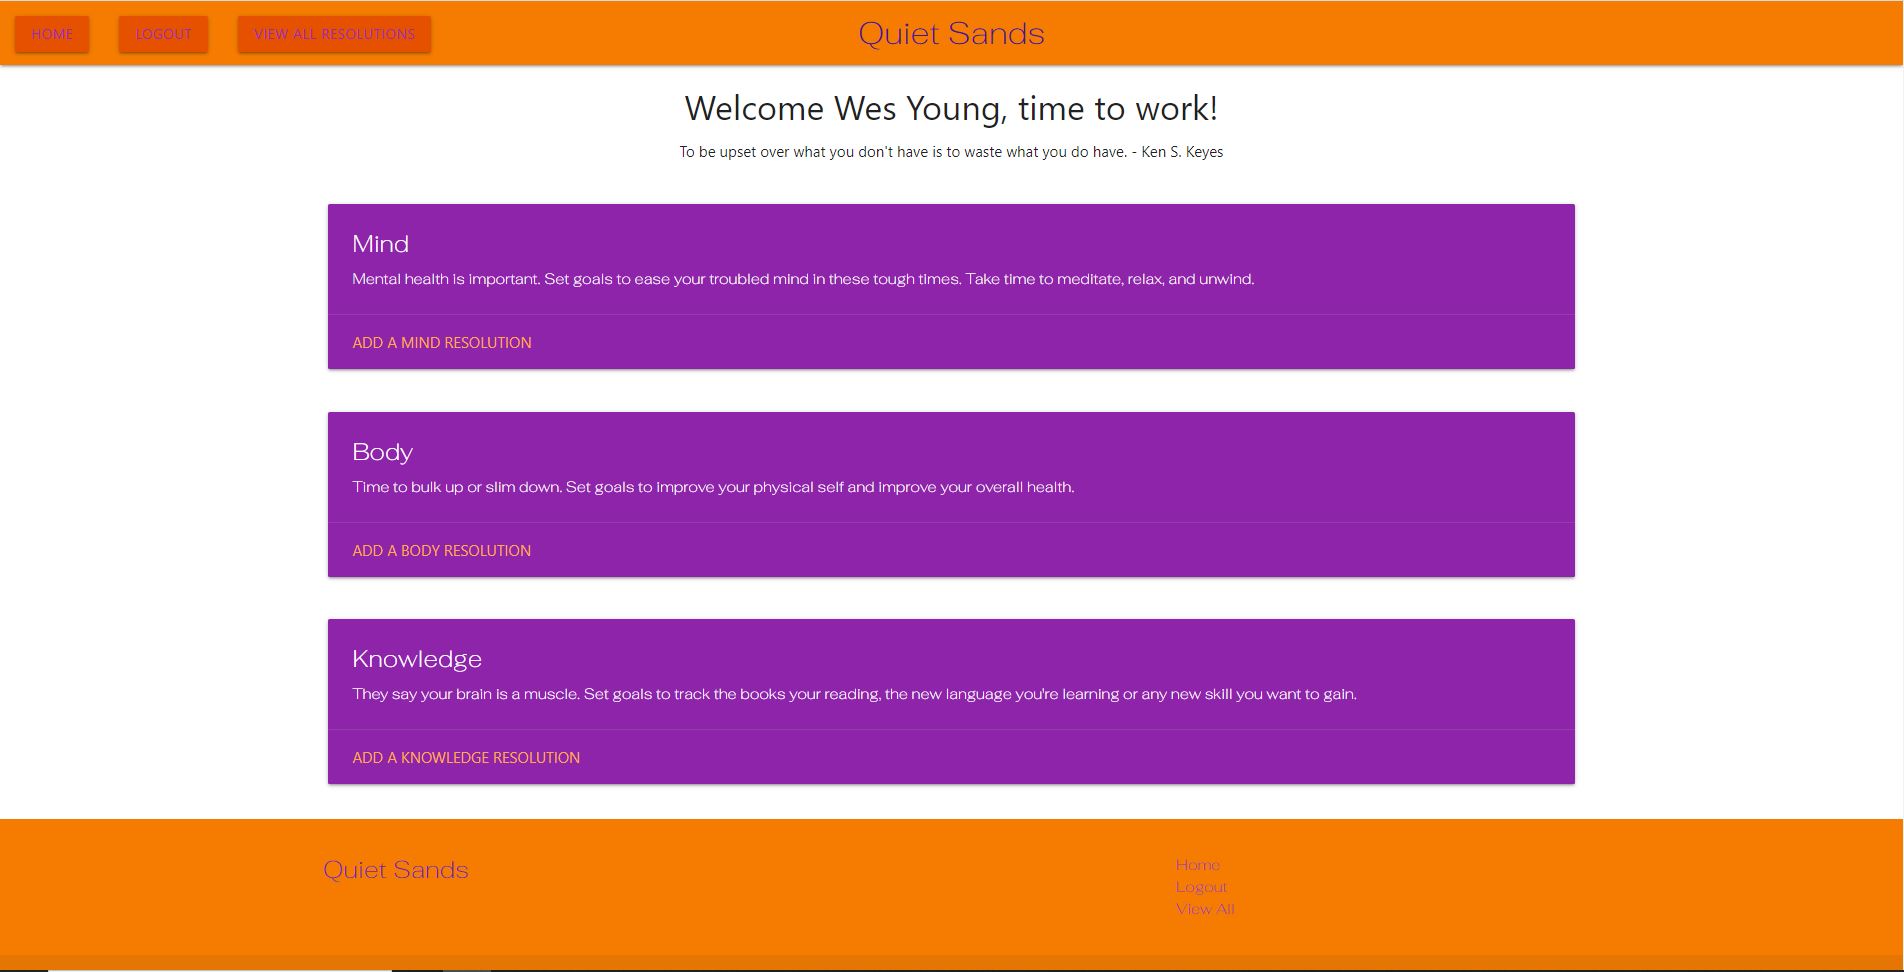 HOME LOGOUT VIEW ALL RESOLUTIONS Quiet Sands
Welcome Wes Young, time to work!
To be upset over what you don't have is to waste what you do have. - Ken S. Keyes
Mind
Mental health is important. Set goals to ease your troubled mind in these tough times. Take time to meditate, relax, and unwind.
ADD A MIND RESOLUTION
Body
Time to bulk up or slim down. Set goals to improve your physical self and improve your overall health.
ADD A BODY RESOLUTION
Knowledge
They say your brain is a muscle. Set goals to track the books your reading, the new language you're learning or any new skill you want to gain.
ADD A KNOWLEDGE RESOLUTION
Quiet Sands
Home
Logout
View All